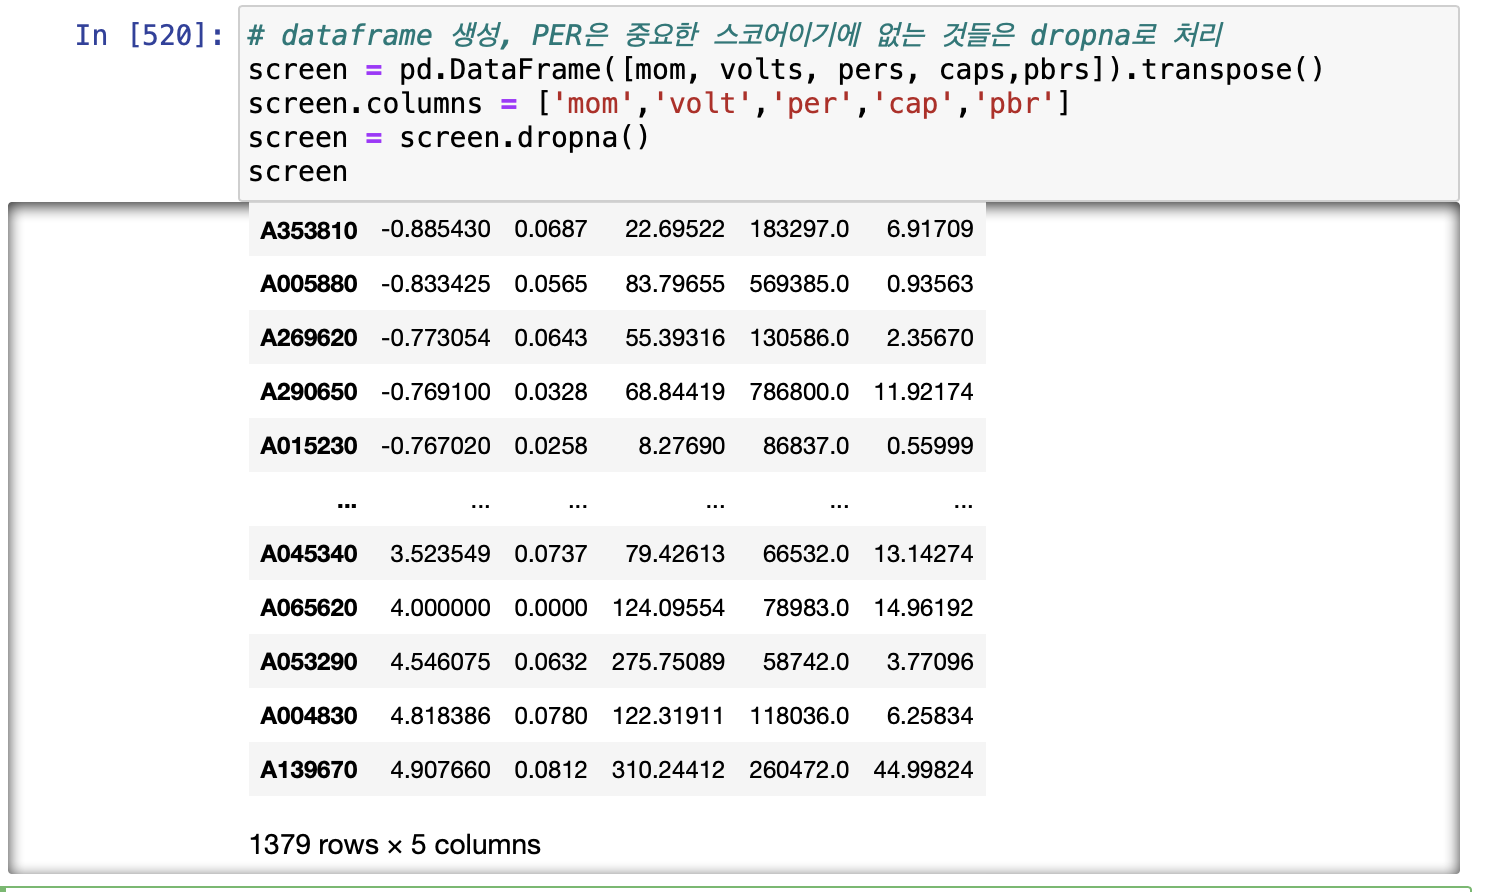 In [520]: # dataframe 생성, PER은 중요한 스코어이기에 없는 것들은 dropna로 처리
screen = pd.DataFrame([mom, volts, pers, caps,pbrs]).transpose()
screen.columns = ['mom','volt','per','cap','pbr']
screen = screen.dropna()
screen
A353810 -0.885430 0.0687 22.69522 183297.0 6.91709
A005880 -0.833425 0.0565 83.79655 569385.0 0.93563
A269620 -0.773054 0.0643 55.39316 130586.0 2.35670
A290650 -0.769100 0.0328 68.84419 786800.0 11.92174
A015230 -0.767020 0.0258 8.27690 86837.0 0.55999
... ... ... ... ... ...
A045340 3.523549 0.0737 79.42613 66532.0 13.14274
A065620 4.000000 0.0000 124.09554 78983.0 14.96192
A053290 4.546075 0.0632 275.75089 58742.0 3.77096
A004830 4.818386 0.0780 122.31911 118036.0 6.25834
A139670 4.907660 0.0812 310.24412 260472.0 44.99824
1379 rows × 5 columns